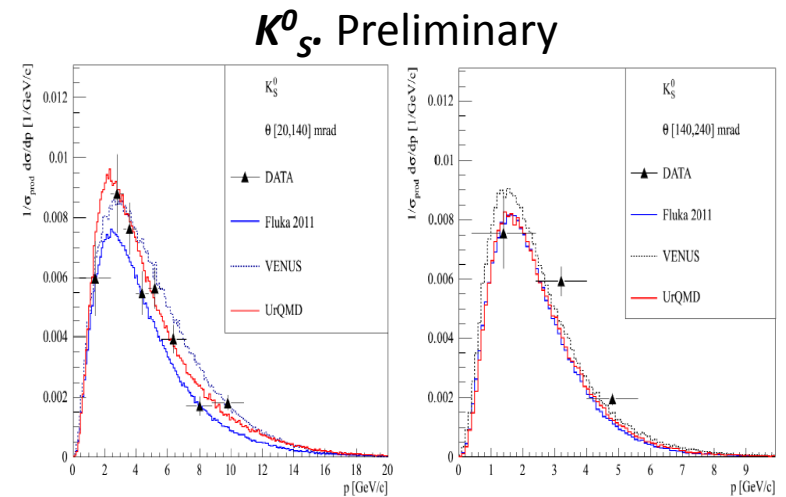 K⁰S. Preliminary
1/σprod dσ/dp [1/GeV/c]
0.012
0.01
0.008
0.006
0.004
0.002
0
K⁰S
θ [20,140] mrad
DATA
Fluka 2011
VENUS
UrQMD
0 2 4 6 8 10 12 14 16 18 20
p [GeV/c]
1/σprod dσ/dp [1/GeV/c]
0.012
0.01
0.008
0.006
0.004
0.002
0
K⁰S
θ [140,240] mrad
DATA
Fluka 2011
VENUS
UrQMD
0 1 2 3 4 5 6 7 8 9
p [GeV/c]